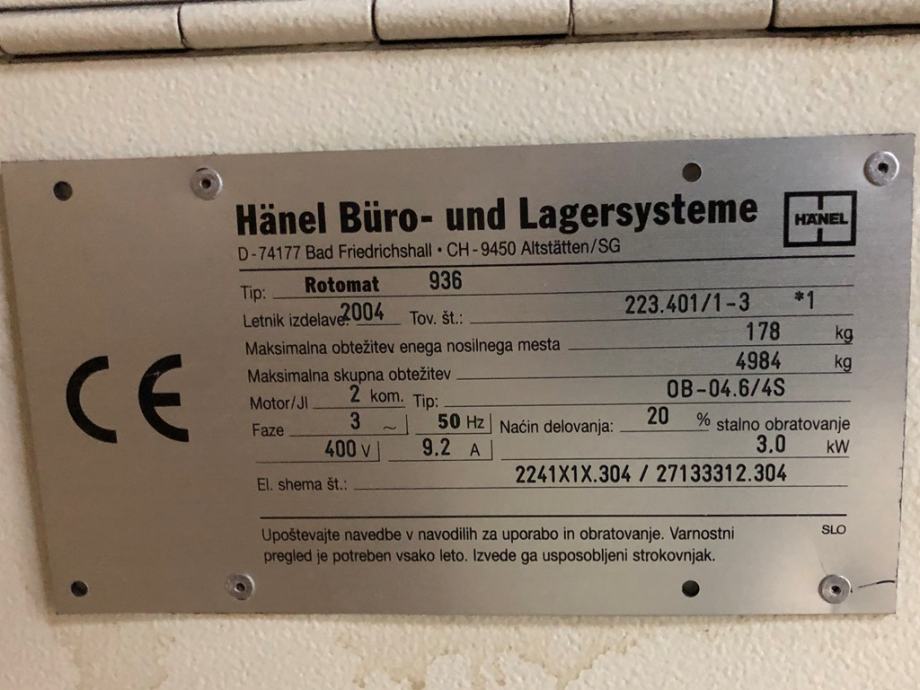 Hänel Büro- und Lagersysteme
HÄNEL
D-74177 Bad Friedrichshall • CH-9450 Altstätten/SG
Tip: Rotomat 936
Letnik izdelave: 2004 Tov. št.: 223.401/1-3 *1
Maksimalna obtežitev enega nosilnega mesta 178 kg
Maksimalna skupna obtežitev 4984 kg
Motor/JI 2 kom. Tip: OB-04.6/4S
Faze 3 ~ 50 Hz Način delovanja: 20 % stalno obratovanje
400 V 9.2 A 3.0 kW
El. shema št.: 2241X1X.304 / 27133312.304
Upoštevajte navedbe v navodilih za uporabo in obratovanje. Varnostni SLO
pregled je potreben vsako leto. Izvede ga usposobljeni strokovnjak.
CE